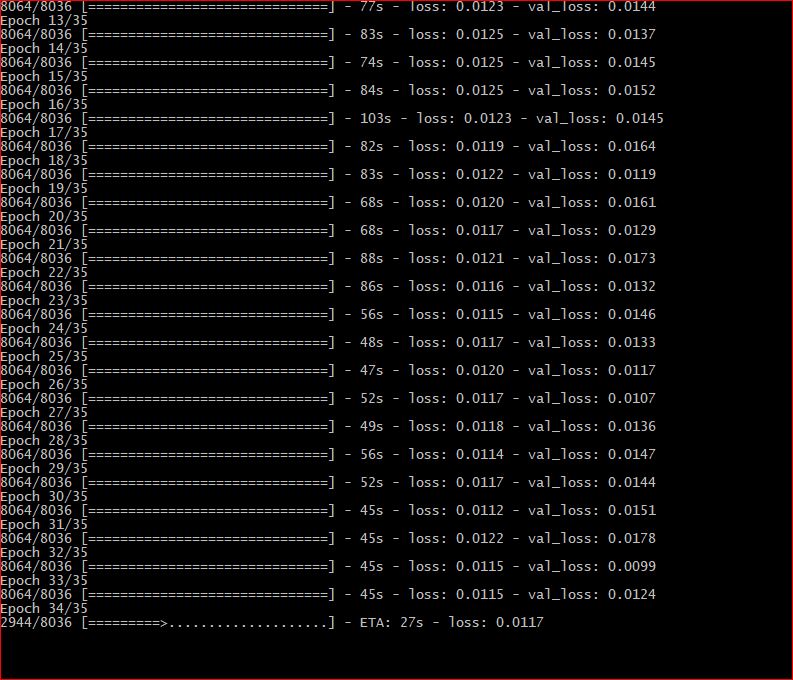 8064/8036 [==============================] - 77s - loss: 0.0123 - val_loss: 0.0144
Epoch 13/35
8064/8036 [==============================] - 83s - loss: 0.0125 - val_loss: 0.0137
Epoch 14/35
8064/8036 [==============================] - 74s - loss: 0.0125 - val_loss: 0.0145
Epoch 15/35
8064/8036 [==============================] - 84s - loss: 0.0125 - val_loss: 0.0152
Epoch 16/35
8064/8036 [==============================] - 103s - loss: 0.0123 - val_loss: 0.0145
Epoch 17/35
8064/8036 [==============================] - 82s - loss: 0.0119 - val_loss: 0.0164
Epoch 18/35
8064/8036 [==============================] - 83s - loss: 0.0122 - val_loss: 0.0119
Epoch 19/35
8064/8036 [==============================] - 68s - loss: 0.0120 - val_loss: 0.0161
Epoch 20/35
8064/8036 [==============================] - 68s - loss: 0.0117 - val_loss: 0.0129
Epoch 21/35
8064/8036 [==============================] - 88s - loss: 0.0121 - val_loss: 0.0173
Epoch 22/35
8064/8036 [==============================] - 86s - loss: 0.0116 - val_loss: 0.0132
Epoch 23/35
8064/8036 [==============================] - 56s - loss: 0.0115 - val_loss: 0.0146
Epoch 24/35
8064/8036 [==============================] - 48s - loss: 0.0117 - val_loss: 0.0133
Epoch 25/35
8064/8036 [==============================] - 47s - loss: 0.0120 - val_loss: 0.0117
Epoch 26/35
8064/8036 [==============================] - 52s - loss: 0.0117 - val_loss: 0.0107
Epoch 27/35
8064/8036 [==============================] - 49s - loss: 0.0118 - val_loss: 0.0136
Epoch 28/35
8064/8036 [==============================] - 56s - loss: 0.0114 - val_loss: 0.0147
Epoch 29/35
8064/8036 [==============================] - 52s - loss: 0.0117 - val_loss: 0.0144
Epoch 30/35
8064/8036 [==============================] - 45s - loss: 0.0112 - val_loss: 0.0151
Epoch 31/35
8064/8036 [==============================] - 45s - loss: 0.0122 - val_loss: 0.0178
Epoch 32/35
8064/8036 [==============================] - 45s - loss: 0.0115 - val_loss: 0.0099
Epoch 33/35
8064/8036 [==============================] - 45s - loss: 0.0115 - val_loss: 0.0124
Epoch 34/35
2944/8036 [=========>....................] - ETA: 27s - loss: 0.0117